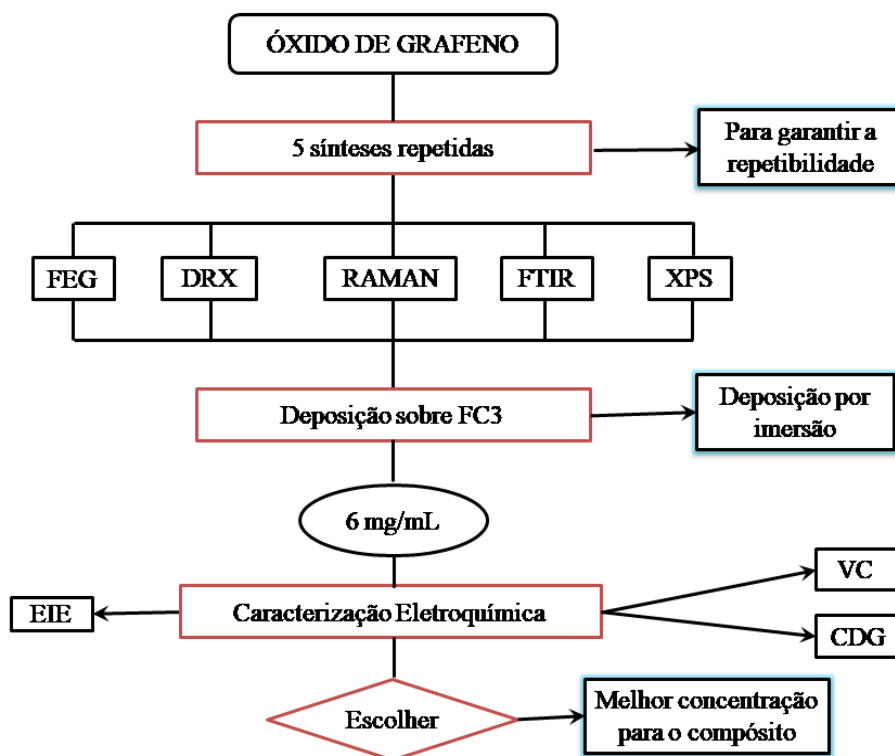 ÓXIDO DE GRAFENO
5 sínteses repetidas
Para garantir a
repetibilidade
FEG
DRX
RAMAN
FTIR
XPS
Deposição sobre FC3
Deposição por
imersão
6 mg/mL
EIE
Caracterização Eletroquímica
VC
CDG
Escolher
Melhor concentração
para o compósito